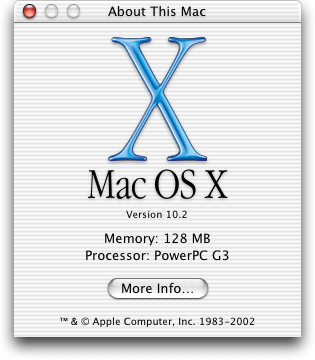 About This Mac
X
Mac OS X
Version 10.2
Memory: 128 MB
Processor: PowerPC G3
More Info...
™ & © Apple Computer, Inc. 1983-2002